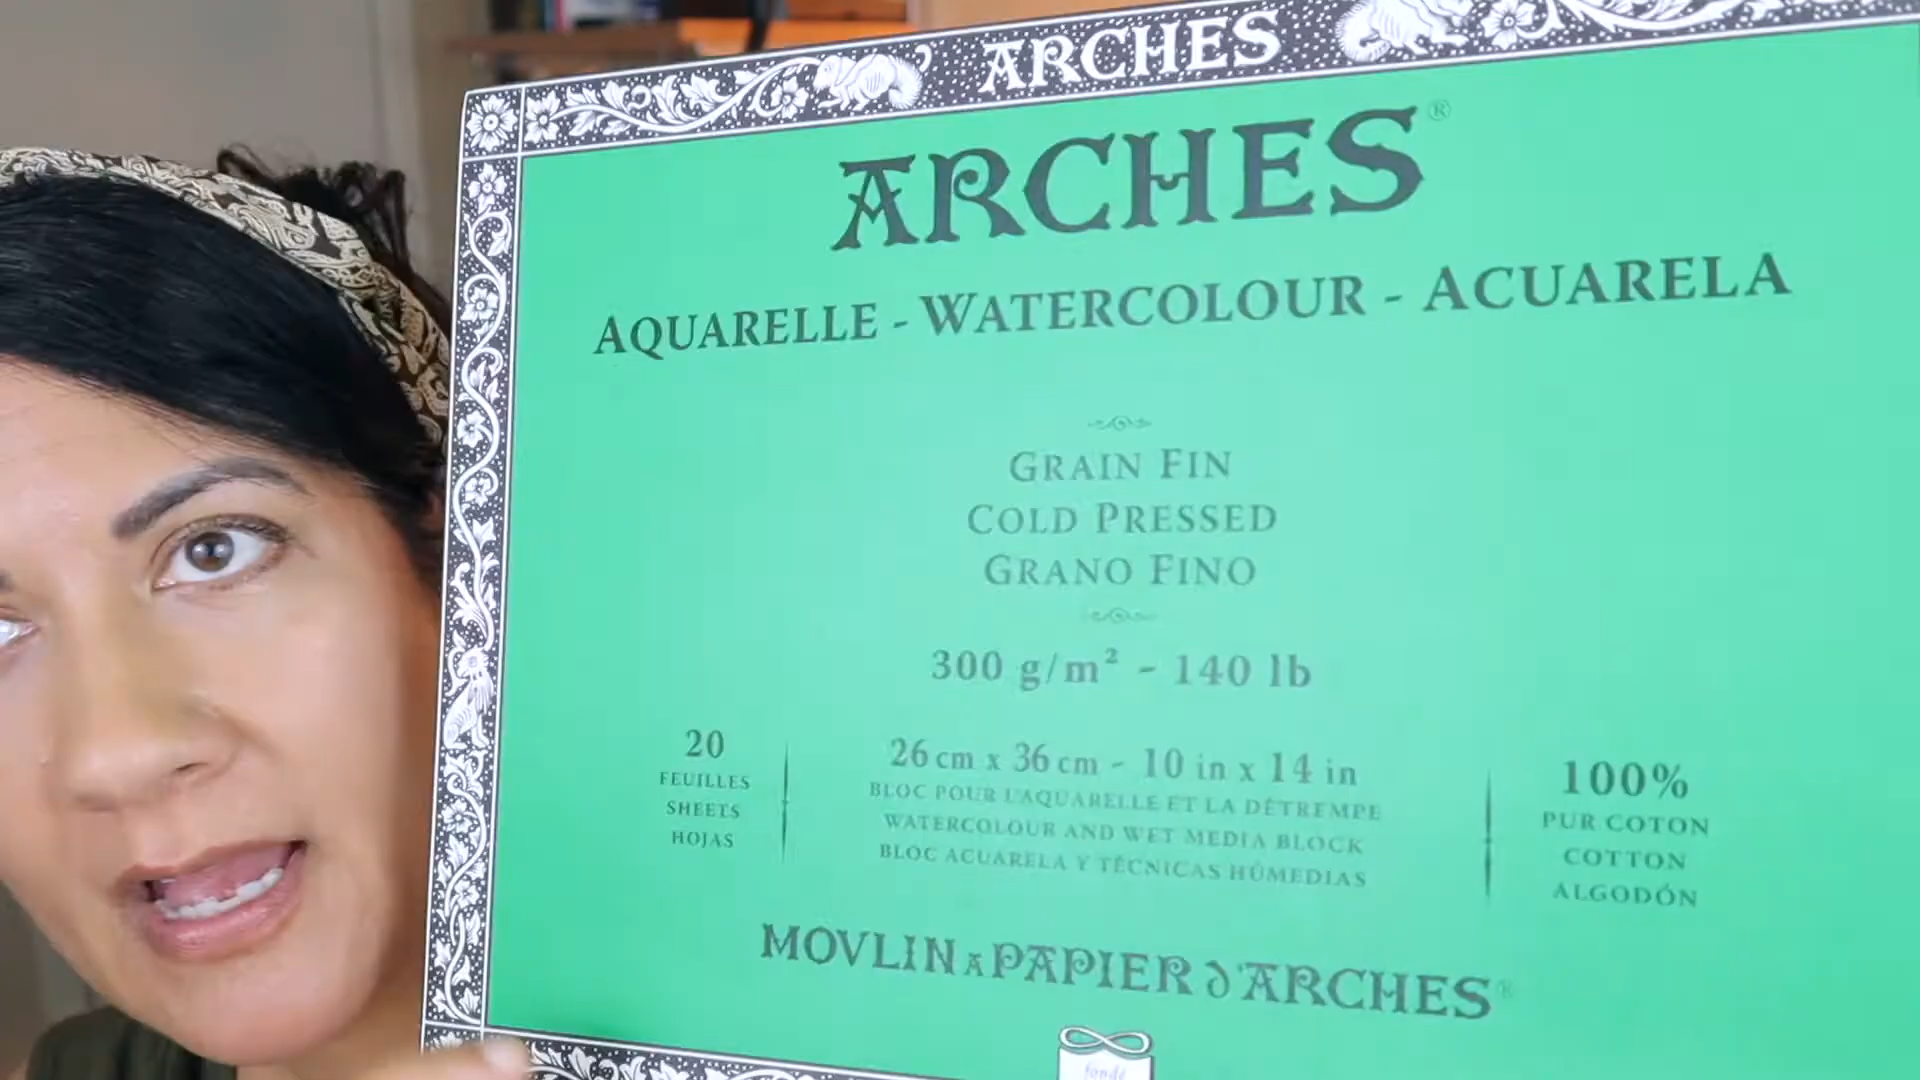 ARCHES
ARCHES®
AQUARELLE - WATERCOLOUR - ACUARELA
GRAIN FIN
COLD PRESSED
GRANO FINO
300 g/m² - 140 lb
20
FEUILLES
SHEETS
HOJAS
26 cm x 36 cm - 10 in x 14 in
BLOC POUR L'AQUARELLE ET LA DÉTREMPE
WATERCOLOUR AND WET MEDIA BLOCK
BLOC ACUARELA Y TÉCNICAS HÚMEDIAS
100%
PUR COTON
COTTON
ALGODÓN
MOVLIN A PAPIER D'ARCHES®
fondé